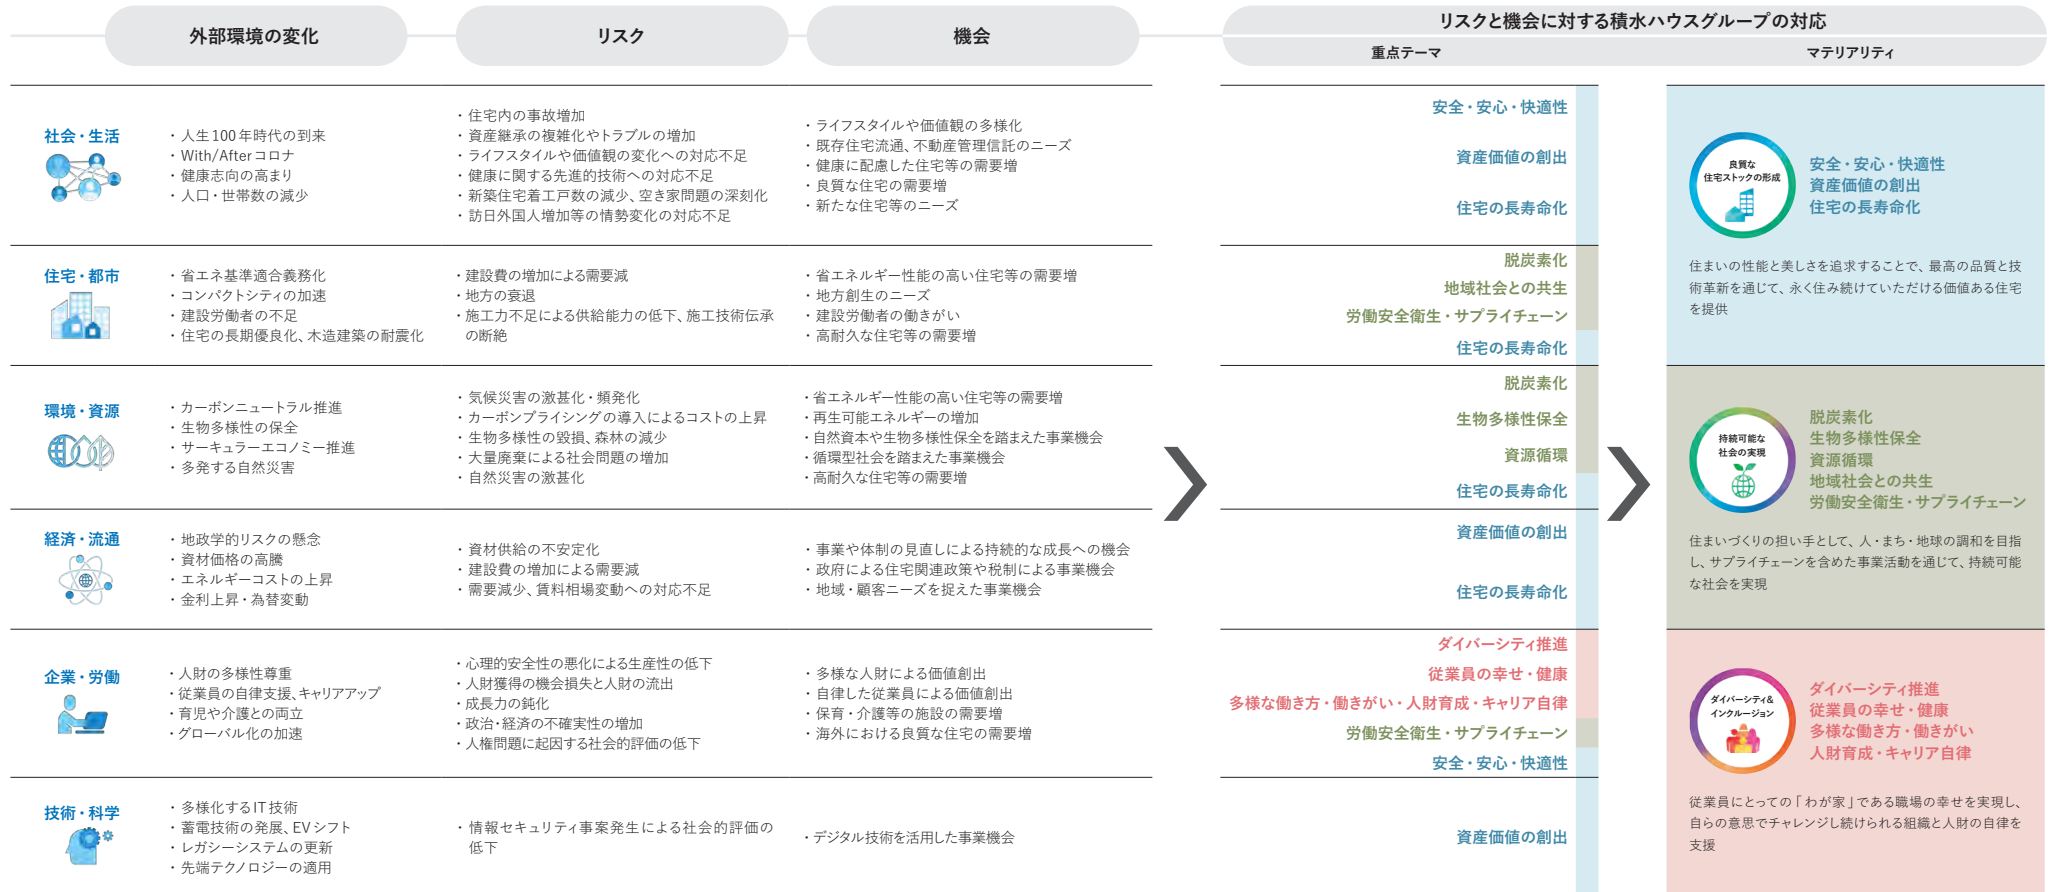 外部環境の変化
リスク
機会
リスクと機会に対する積水ハウスグループの対応
重点テーマ
マテリアリティ
社会・生活
・人生100年時代の到来
・With/Afterコロナ
・健康志向の高まり
・人口・世帯数の減少
・住宅内の事故増加
・資産継承の複雑化やトラブルの増加
・ライフスタイルや価値観の変化への対応不足
・健康に関する先進的技術への対応不足
・新築住宅着工戸数の減少、空き家問題の深刻化
・訪日外国人増加等の情勢変化の対応不足
・ライフスタイルや価値観の多様化
・既存住宅流通、不動産管理信託のニーズ
・健康に配慮した住宅等の需要増
・良質な住宅の需要増
・新たな住宅等のニーズ
安全・安心・快適性
資産価値の創出
住宅の長寿命化
住宅・都市
・省エネ基準適合義務化
・コンパクトシティの加速
・建設労働者の不足
・住宅の長期優良化、木造建築の耐震化
・建設費の増加による需要減
・地方の衰退
・施工力不足による供給能力の低下、施工技術伝承
の断絶
・省エネルギー性能の高い住宅等の需要増
・地方創生のニーズ
・建設労働者の働きがい
・高耐久な住宅等の需要増
脱炭素化
地域社会との共生
労働安全衛生・サプライチェーン
住宅の長寿命化
環境・資源
・カーボンニュートラル推進
・生物多様性の保全
・サーキュラーエコノミー推進
・多発する自然災害
・気候災害の激甚化・頻発化
・カーボンプライシングの導入によるコストの上昇
・生物多様性の毀損、森林の減少
・大量廃棄による社会問題の増加
・自然災害の激甚化
・省エネルギー性能の高い住宅等の需要増
・再生可能エネルギーの増加
・自然資本や生物多様性保全を踏まえた事業機会
・循環型社会を踏まえた事業機会
・高耐久な住宅等の需要増
脱炭素化
生物多様性保全
資源循環
住宅の長寿命化
経済・流通
・地政学的リスクの懸念
・資材価格の高騰
・エネルギーコストの上昇
・金利上昇・為替変動
・資材供給の不安定化
・建設費の増加による需要減
・需要減少、賃料相場変動への対応不足
・事業や体制の見直しによる持続的な成長への機会
・政府による住宅関連政策や税制による事業機会
・地域・顧客ニーズを捉えた事業機会
資産価値の創出
住宅の長寿命化
企業・労働
・人財の多様性尊重
・従業員の自律支援、キャリアアップ
・育児や介護との両立
・グローバル化の加速
・心理的安全性の悪化による生産性の低下
・人財獲得の機会損失と人財の流出
・成長力の鈍化
・政治・経済の不確実性の増加
・人権問題に起因する社会的評価の低下
・多様な人財による価値創出
・自律した従業員による価値創出
・保育・介護等の施設の需要増
・海外における良質な住宅の需要増
ダイバーシティ推進
従業員の幸せ・健康
多様な働き方・働きがい・人財育成・キャリア自律
労働安全衛生・サプライチェーン
安全・安心・快適性
技術・科学
・多様化するIT技術
・蓄電技術の発展、EVシフト
・レガシーシステムの更新
・先端テクノロジーの適用
・情報セキュリティ事案発生による社会的評価の
低下
・デジタル技術を活用した事業機会
資産価値の創出
良質な
住宅ストックの形成
安全・安心・快適性
資産価値の創出
住宅の長寿命化
住まいの性能と美しさを追求することで、最高の品質と技
術革新を通じて、永く住み続けていただける価値ある住宅
を提供
持続可能な
社会の実現
脱炭素化
生物多様性保全
資源循環
地域社会との共生
労働安全衛生・サプライチェーン
住まいづくりの担い手として、人・まち・地球の調和を目指
し、サプライチェーンを含めた事業活動を通じて、持続可能
な社会を実現
ダイバーシティ&
インクルージョン
ダイバーシティ推進
従業員の幸せ・健康
多様な働き方・働きがい
人財育成・キャリア自律
従業員にとっての「わが家」である職場の幸せを実現し、
自らの意思でチャレンジし続けられる組織と人財の自律を
支援